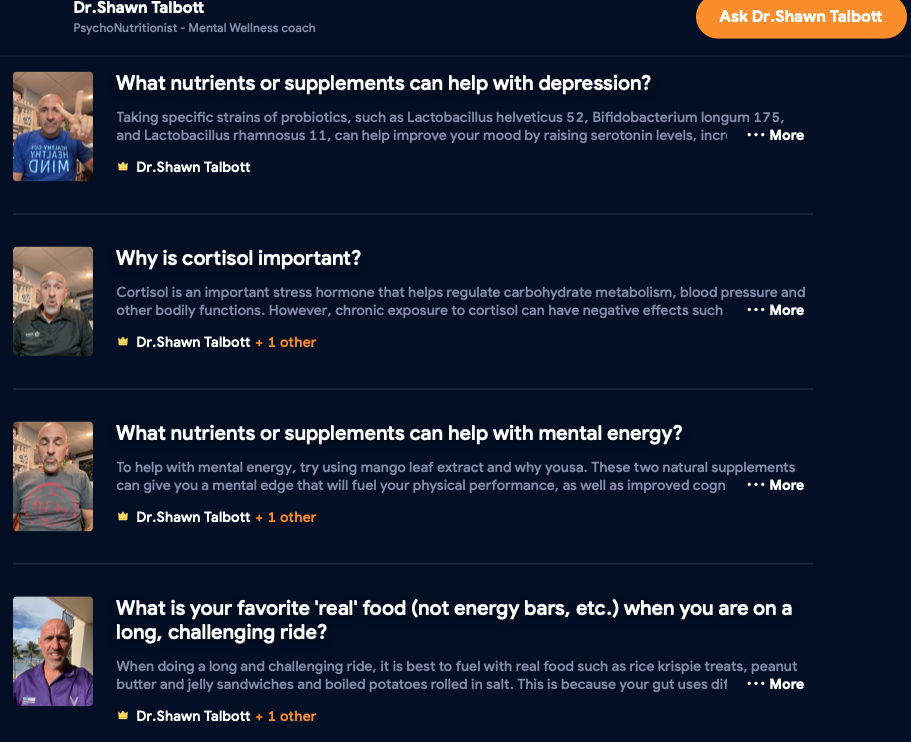 Dr.Shawn Talbott
PsychoNutritionist - Mental Wellness coach
Ask Dr.Shawn Talbott
What nutrients or supplements can help with depression?
Taking specific strains of probiotics, such as Lactobacillus helveticus 52, Bifidobacterium longum 175,
and Lactobacillus rhamnosus 11, can help improve your mood by raising serotonin levels, incr ··· More
HEALTHY GUT
HEALTHY
MIND
Dr.Shawn Talbott
Why is cortisol important?
Cortisol is an important stress hormone that helps regulate carbohydrate metabolism, blood pressure and
other bodily functions. However, chronic exposure to cortisol can have negative effects such ··· More
Dr.Shawn Talbott + 1 other
What nutrients or supplements can help with mental energy?
To help with mental energy, try using mango leaf extract and why yousa. These two natural supplements
can give you a mental edge that will fuel your physical performance, as well as improved cogn ··· More
Dr.Shawn Talbott + 1 other
What is your favorite 'real' food (not energy bars, etc.) when you are on a
long, challenging ride?
When doing a long and challenging ride, it is best to fuel with real food such as rice krispie treats, peanut
butter and jelly sandwiches and boiled potatoes rolled in salt. This is because your gut uses dif ··· More
Dr.Shawn Talbott + 1 other